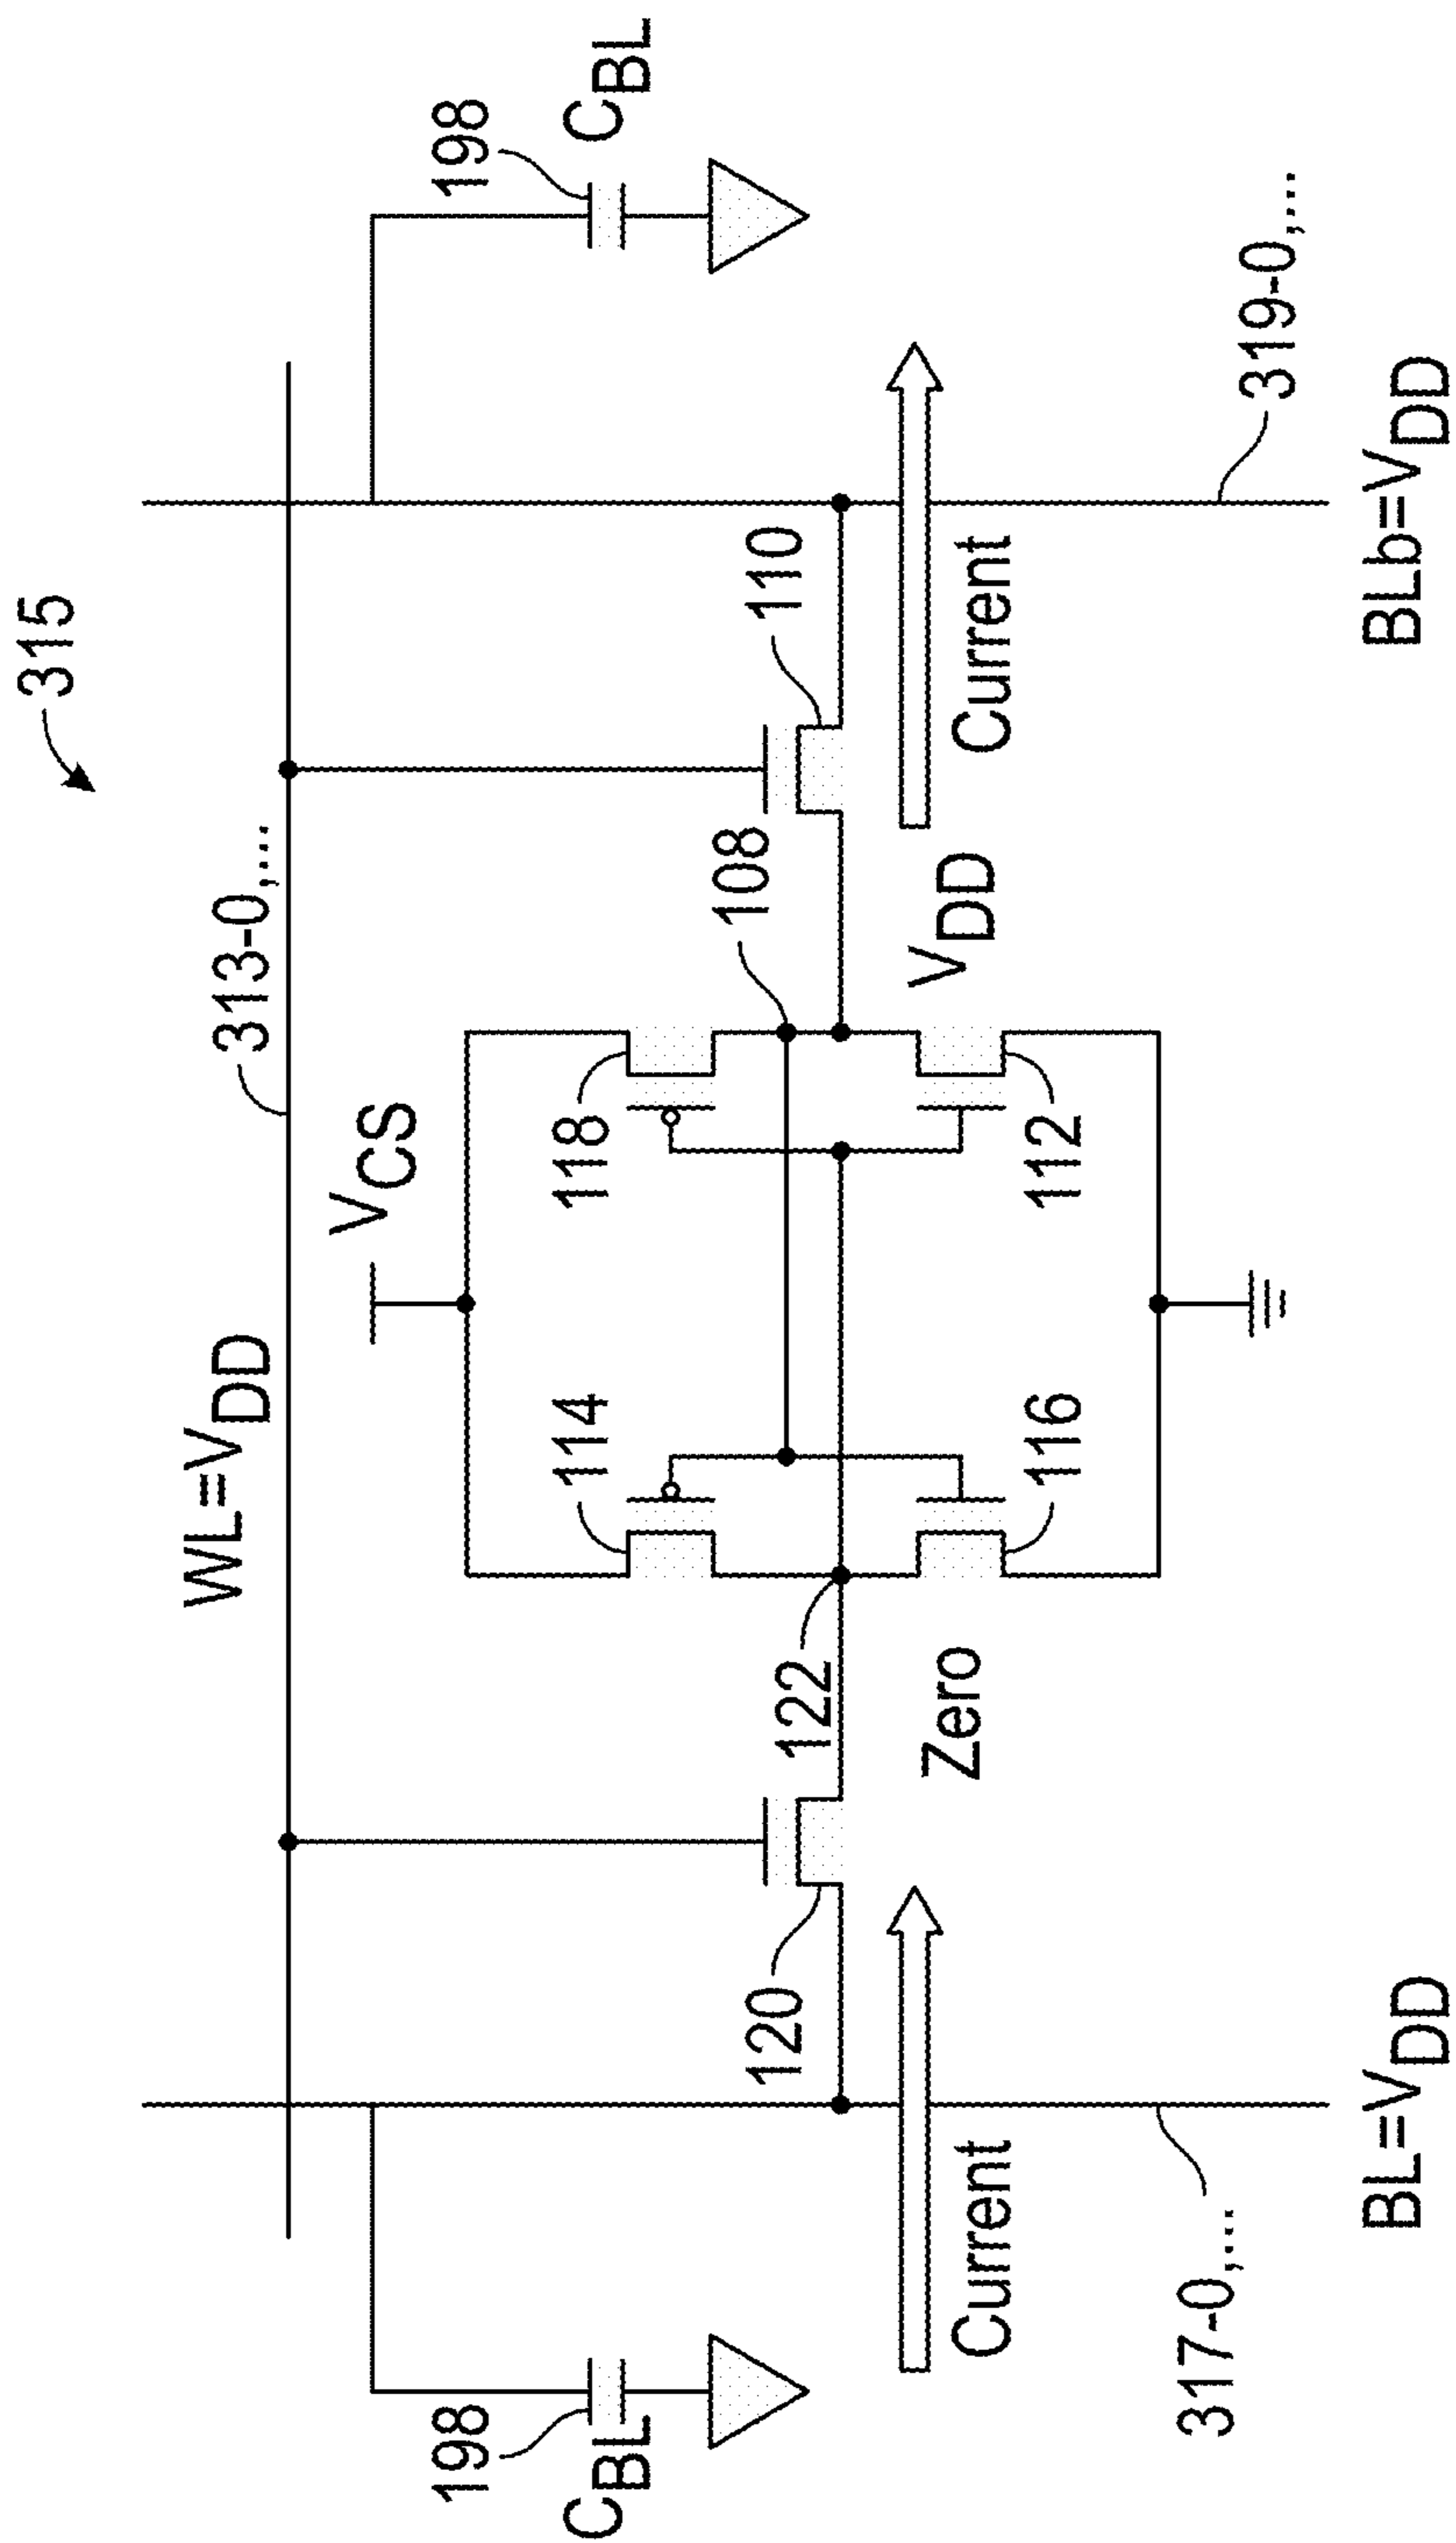 315
313-0,...
WL=V_DD
V_CS
198
C_BL
198
C_BL
114
118
108
120
122
110
116
112
Zero
V_DD
Current
Current
317-0,...
319-0,...
BL=V_DD
BLb=V_DD